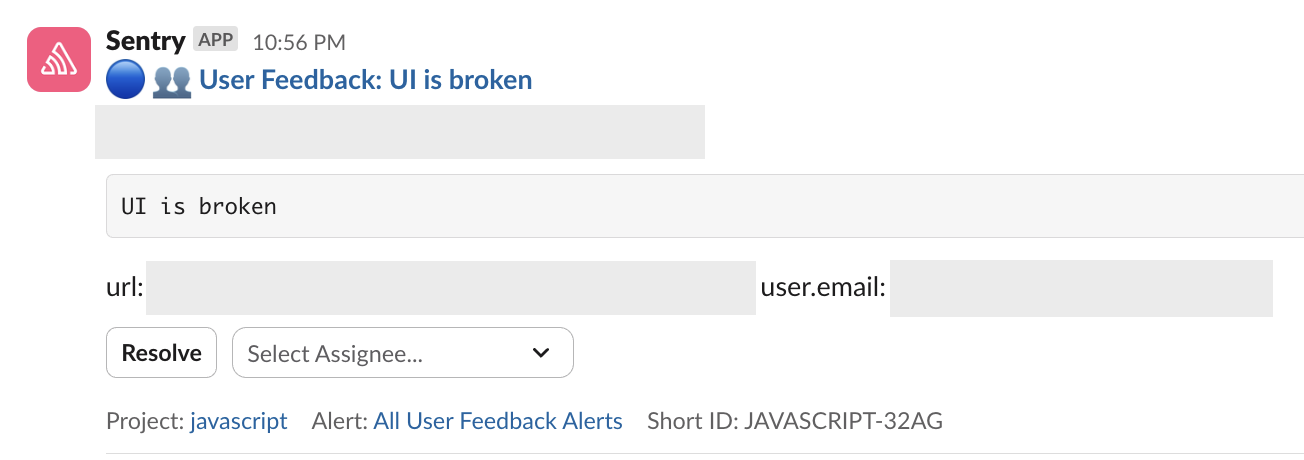 Sentry APP 10:56 PM
User Feedback: UI is broken
UI is broken
url: user.email:
Resolve Select Assignee...
Project: javascript Alert: All User Feedback Alerts Short ID: JAVASCRIPT-32AG